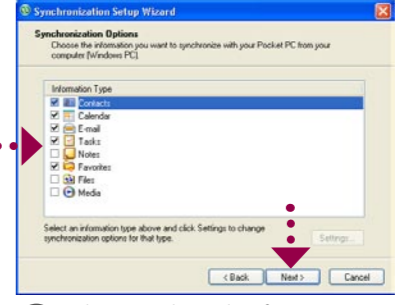 Synchronization Setup Wizard
Synchronization Options
Choose the information you want to synchronize with your Pocket PC from your
computer (Windows PC)
Information Type
Contacts
Calendar
E-mail
Tasks
Notes
Favorites
Files
Media
Select an information type above and click Settings to change
synchronization options for that type.
Settings...
< Back
Next >
Cancel